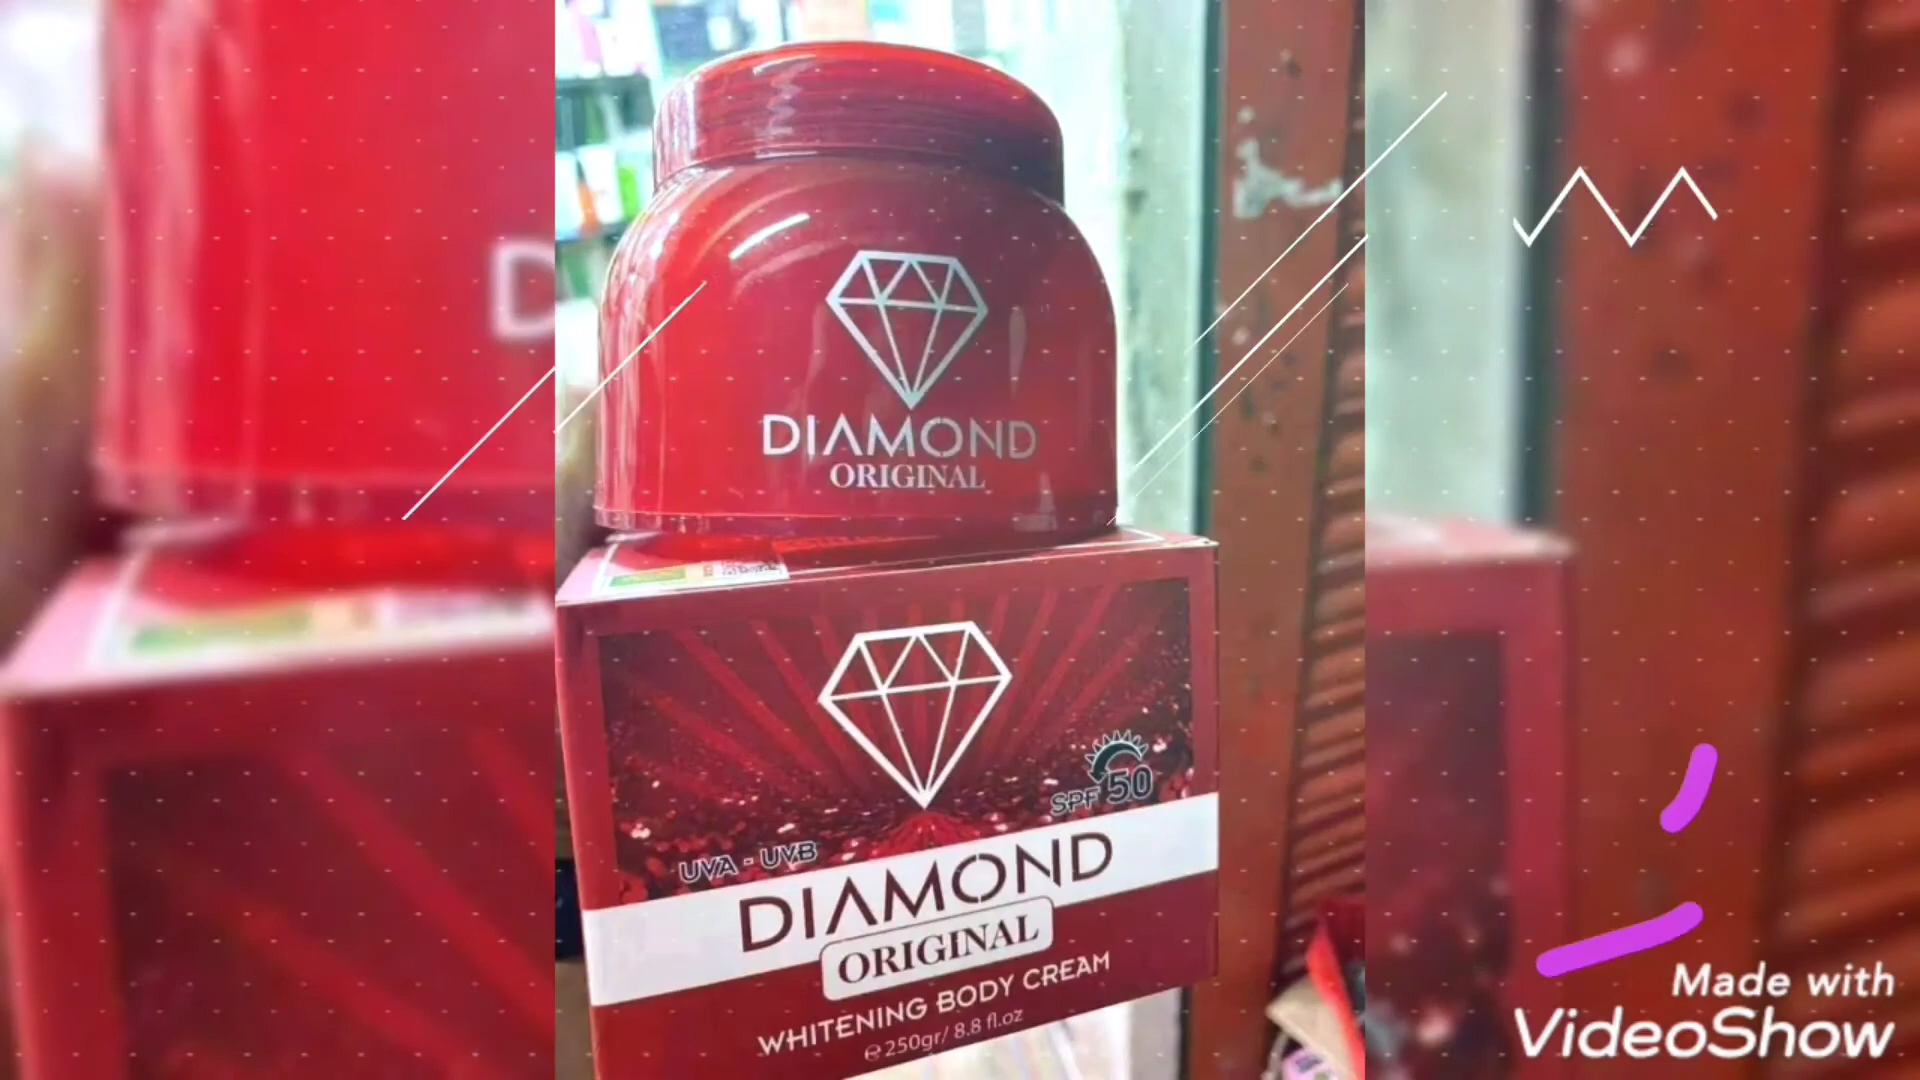 DIAMOND
ORIGINAL
SPF 50
UVA - UVB
DIAMOND
ORIGINAL
WHITENING BODY CREAM
℮250gr/ 8.8 fl.oz
D
Made with
VideoShow